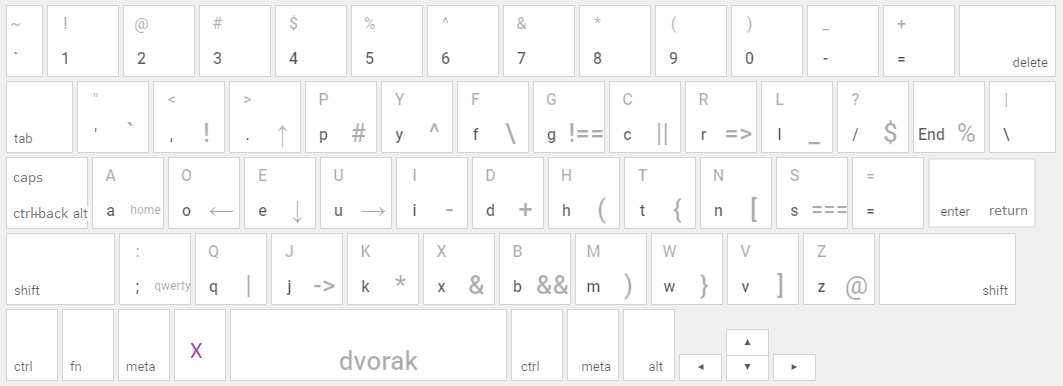 ~ ! @ # $ % ^ & * ( ) _ +
` 1 2 3 4 5 6 7 8 9 0 - = delete
" < > P Y F G C R L ? |
tab ' ` , ! . ↑ p # y ^ f \ g !== c || r => l _ / $ End % \
caps A O E U I D H T N S =
ctrl+back alt a home o ← e ↓ u → i - d + h ( t { n [ s === = enter return
: Q J K X B M W V Z
shift ; qwerty q | j -> k * x & b && m ) w } v ] z @ shift
X ▲
ctrl fn meta dvorak ctrl meta alt ◄ ▼ ►